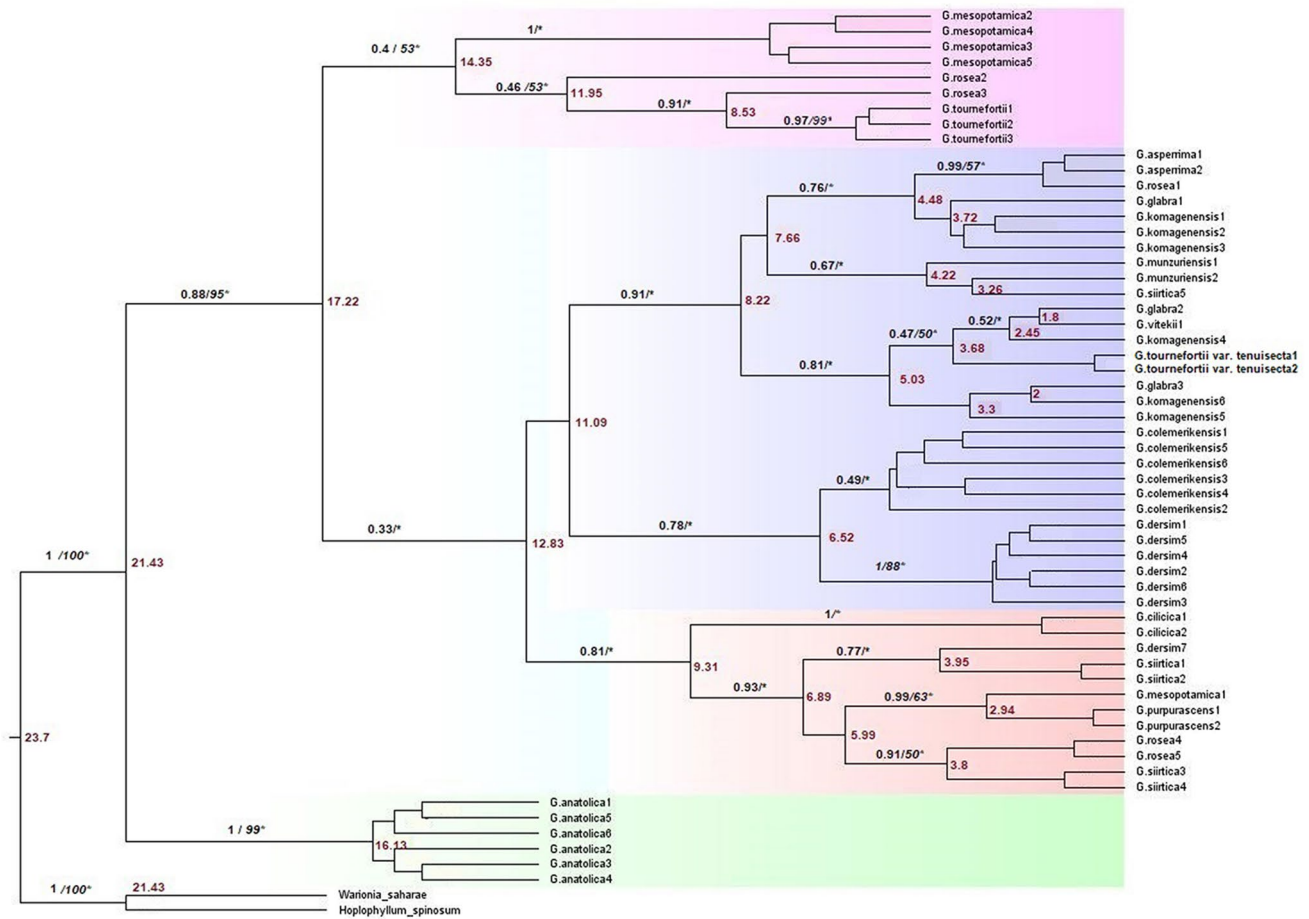 G.mesopotamica2
1/*
G.mesopotamica4
0.4 / 53*
G.mesopotamica3
14.35
G.mesopotamica5
G.rosea2
0.46 /53*
11.95
G.rosea3
0.91/*
G.tournefortii1
8.53
0.97/99*
G.tournefortii2
G.tournefortii3
G.asperrima1
0.99/57*
G.asperrima2
0.76/*
G.rosea1
4.48
G.glabra1
3.72
G.komagenensis1
G.komagenensis2
7.66
G.komagenensis3
0.67/*
G.munzuriensis1
4.22
G.munzuriensis2
3.26
G.siirtica5
0.88/95*
17.22
0.91/*
8.22
G.glabra2
1.8
0.52/*
G.vitekii1
0.47/50*
2.45
G.komagenensis4
3.68
G.tournefortii var. tenuisecta1
0.81/*
G.tournefortii var. tenuisecta2
5.03
G.glabra3
2
G.komagenensis6
3.3
G.komagenensis5
11.09
G.colemerikensis1
G.colemerikensis5
G.colemerikensis6
0.49/*
G.colemerikensis3
G.colemerikensis4
G.colemerikensis2
0.33/*
0.78/*
G.dersim1
12.83
6.52
G.dersim5
1 /100*
21.43
G.dersim4
1/88*
G.dersim2
G.dersim6
G.dersim3
1/*
G.cilicica1
G.cilicica2
0.81/*
0.77/*
G.dersim7
9.31
3.95
G.siirtica1
G.siirtica2
0.93/*
6.89
0.99/63*
G.mesopotamica1
2.94
G.purpurascens1
G.purpurascens2
23.7
5.99
G.rosea4
0.91/50*
G.rosea5
3.8
G.siirtica3
G.siirtica4
G.anatolica1
G.anatolica5
1 / 99*
G.anatolica6
16.13
G.anatolica2
G.anatolica3
G.anatolica4
1 /100*
21.43
Warionia_saharae
Hoplophyllum_spinosum